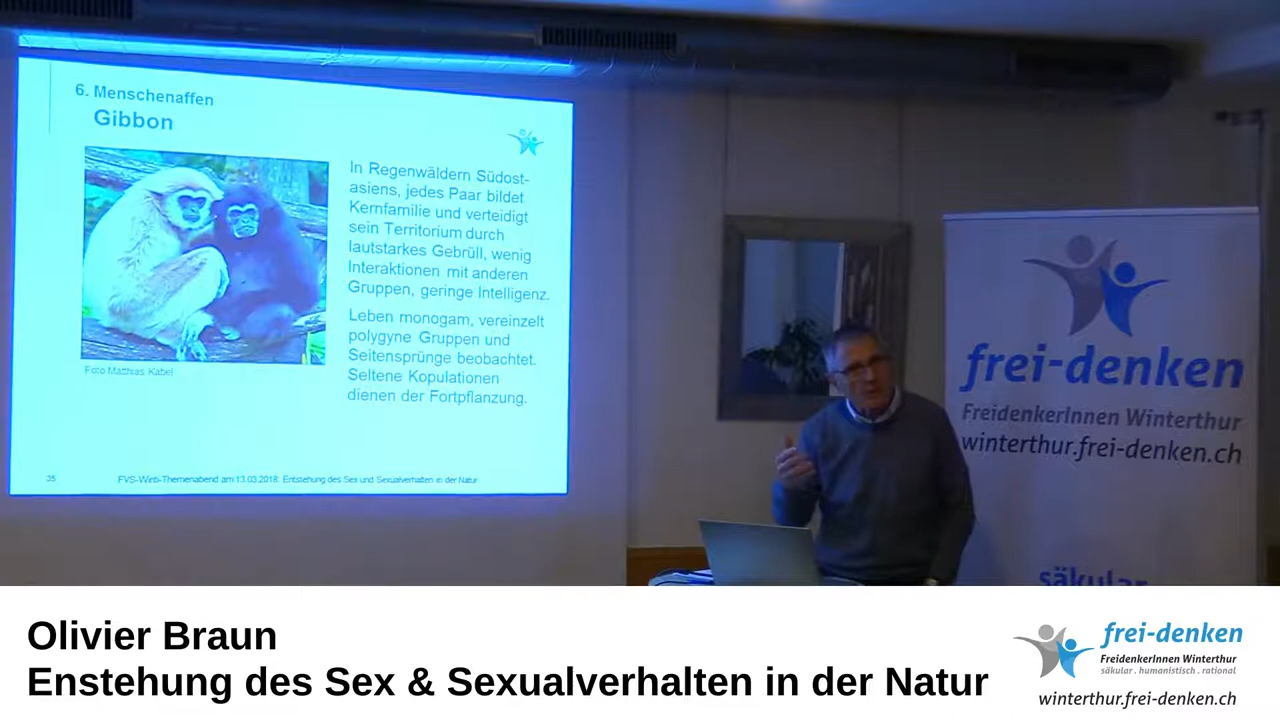 6. Menschenaffen
Gibbon
In Regenwäldern Südost-
asiens, jedes Paar bildet
Kernfamilie und verteidigt
sein Territorium durch
lautstarkes Gebrüll, wenig
Interaktionen mit anderen
Gruppen, geringe Intelligenz.
Leben monogam, vereinzelt
polygyne Gruppen und
Seitensprünge beobachtet.
Seltene Kopulationen
dienen der Fortpflanzung.
Foto Matthias Kabel
35
FVS-Winti-Themenabend am 13.03.2018: Entstehung des Sex und Sexualverhalten in der Natur
frei-denken
FreidenkerInnen Winterthur
winterthur.frei-denken.ch
säkular
Olivier Braun
Enstehung des Sex & Sexualverhalten in der Natur
frei-denken
FreidenkerInnen Winterthur
säkular . humanistisch . rational
winterthur.frei-denken.ch